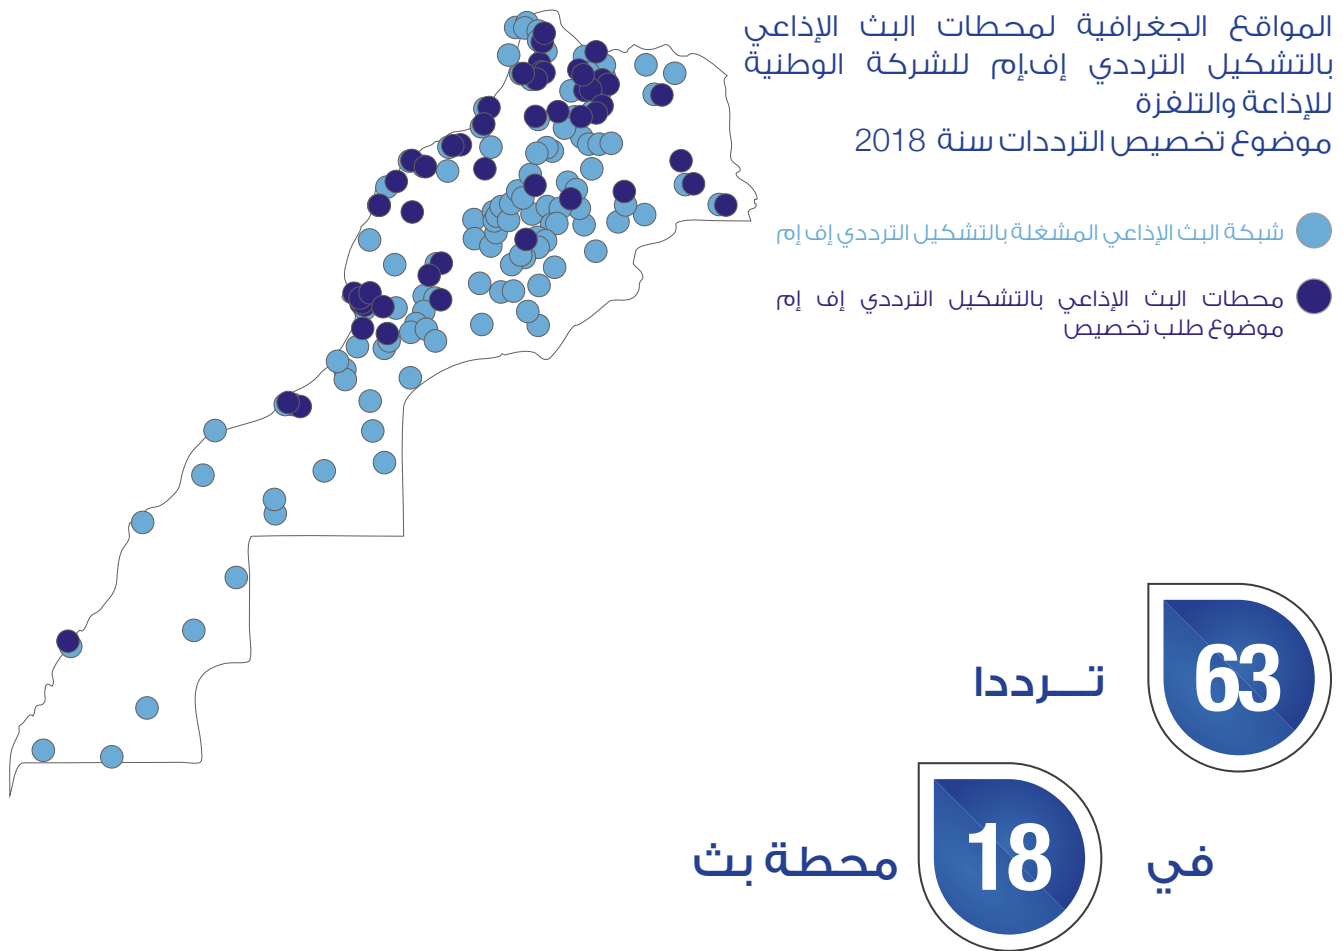 المواقع الجغرافية لمحطات البث الإذاعي
بالتشكيل الترددي إف.إم للشركة الوطنية
للإذاعة والتلفزة
موضوع تخصيص الترددات سنة 2018
شبكة البث الإذاعي المشغلة بالتشكيل الترددي إف إم
محطات البث الإذاعي بالتشكيل الترددي إف إم
موضوع طلب تخصيص
63 تـــرددا
في 18 محطة بث